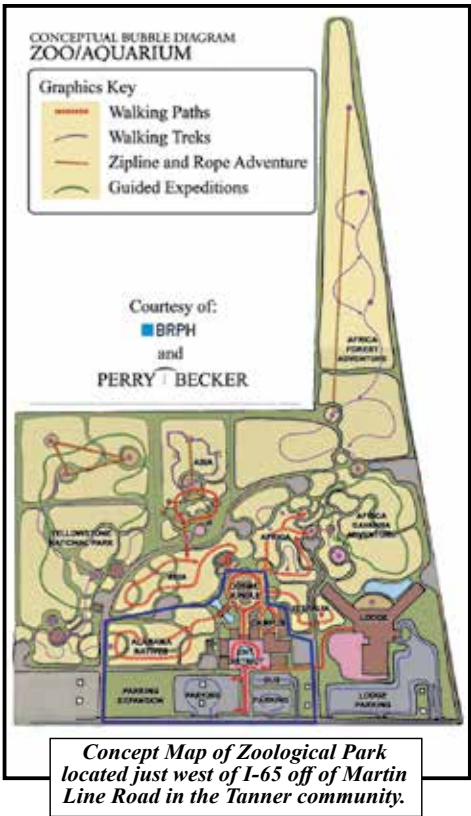 CONCEPTUAL BUBBLE DIAGRAM
ZOO/AQUARIUM
Graphics Key
Walking Paths
Walking Treks
Zipline and Rope Adventure
Guided Expeditions
Courtesy of:
BRPH
and
PERRY BECKER
AFRICA
FOREST
ADVENTURE
ASIA
YELLOWSTONE
NATIONAL PARK
AFRICA
AFRICA
SAVANNA
ADVENTURE
ASIA
AUSTRALIA
LODGE
ALABAMA
NATIVES
PARKING
EXPANSION
PARKING
BUS
PARKING
LODGE
PARKING
Concept Map of Zoological Park
located just west of I-65 off of Martin
Line Road in the Tanner community.